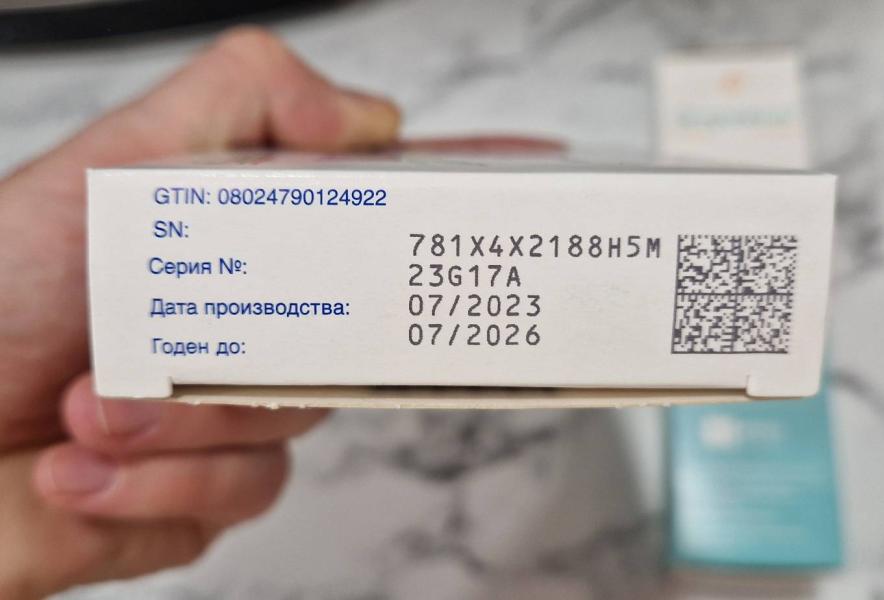 GTIN: 08024790124922
SN: 781X4X2188H5M
Серия №: 23G17A
Дата производства: 07/2023
Годен до: 07/2026